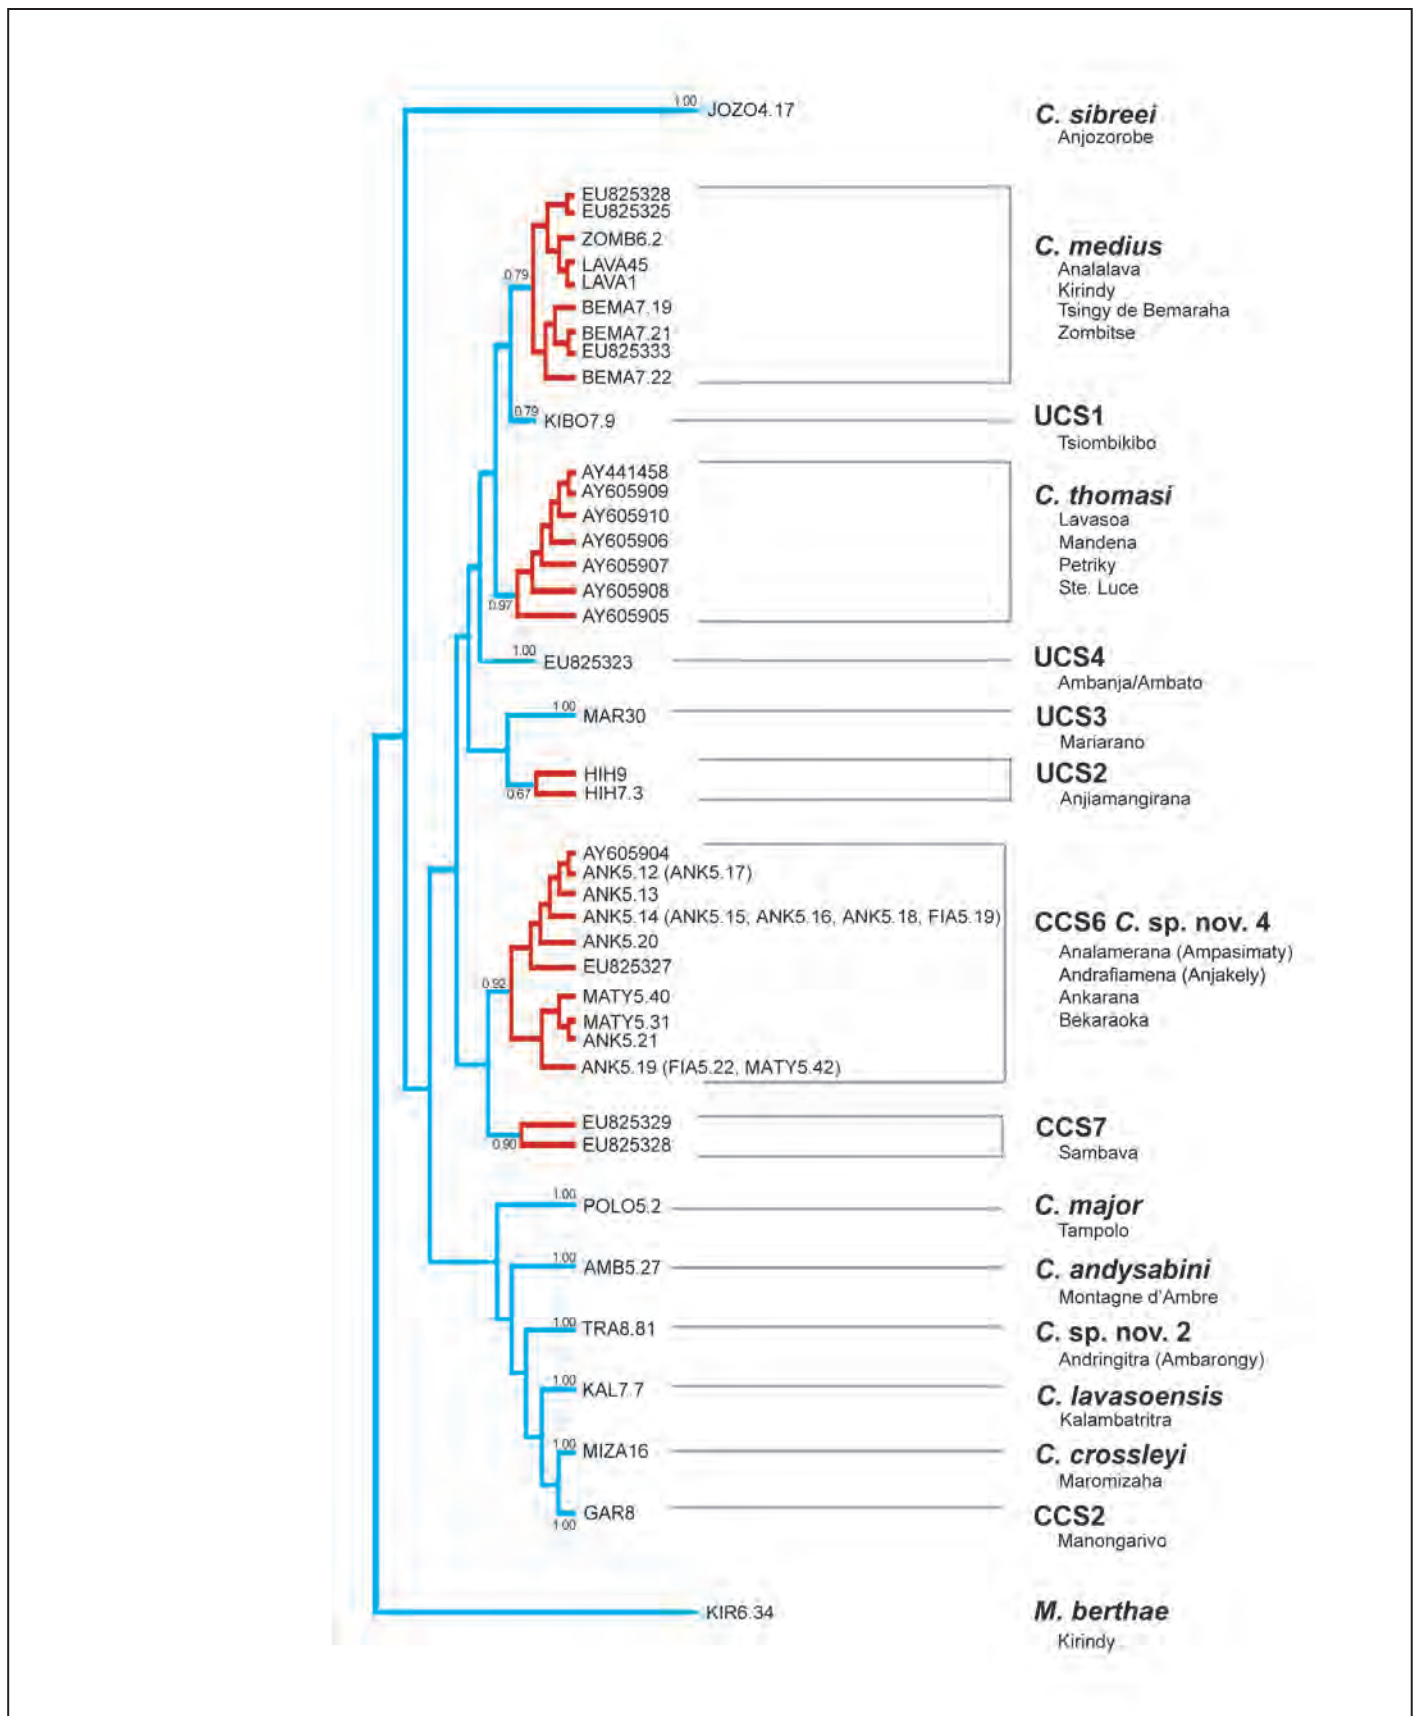 1.00
JOZO4.17
C. sibreei
Anjozorobe
EU825328
EU825325
ZOMB6.2
LAVA45
LAVA1
0.79
BEMA7.19
BEMA7.21
EU825333
BEMA7.22
C. medius
Analalava
Kirindy
Tsingy de Bemaraha
Zombitse
0.79
KIBO7.9
UCS1
Tsiombikibo
AY441458
AY605909
AY605910
AY605906
AY605907
AY605908
0.97
AY605905
C. thomasi
Lavasoa
Mandena
Petriky
Ste. Luce
1.00
EU825323
UCS4
Ambanja/Ambato
1.00
MAR30
UCS3
Mariarano
HIH9
0.67
HIH7.3
UCS2
Anjiamangirana
AY605904
ANK5.12 (ANK5.17)
ANK5.13
ANK5.14 (ANK5.15, ANK5.16, ANK5.18, FIA5.19)
ANK5.20
EU825327
0.92
MATY5.40
MATY5.31
ANK5.21
ANK5.19 (FIA5.22, MATY5.42)
CCS6 C. sp. nov. 4
Analamerana (Ampasimaty)
Andrafiamena (Anjakely)
Ankarana
Bekaraoka
EU825329
0.90
EU825328
CCS7
Sambava
1.00
POLO5.2
C. major
Tampolo
1.00
AMB5.27
C. andysabini
Montagne d'Ambre
1.00
TRA8.81
C. sp. nov. 2
Andringitra (Ambarongy)
1.00
KAL7.7
C. lavasoensis
Kalambatritra
1.00
MIZA16
C. crossleyi
Maromizaha
GAR8
1.00
CCS2
Manongarivo
KIR6.34
M. berthae
Kirindy